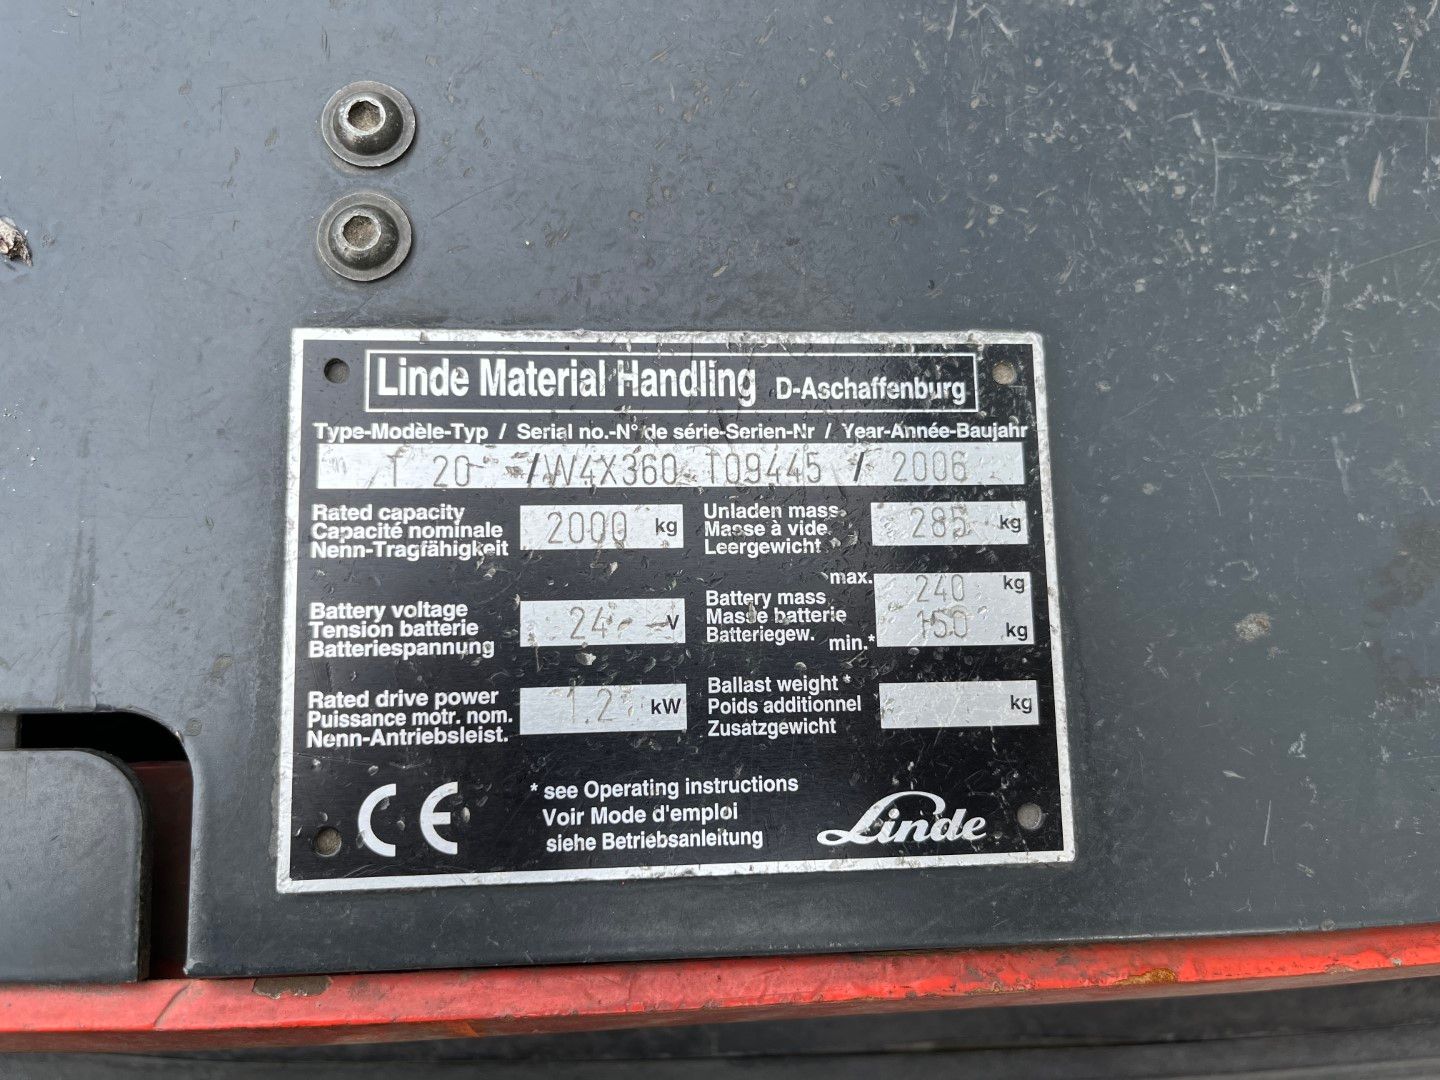 Linde Material Handling D-Aschaffenburg
Type-Modèle-Typ / Serial no.-N° de série-Serien-Nr / Year-Année-Baujahr
T 20 /W4X360 T09445 / 2006
Rated capacity
Capacité nominale
Nenn-Tragfähigkeit
2000 kg
Unladen mass
Masse à vide
Leergewicht
285 kg
Battery voltage
Tension batterie
Batteriespannung
24 V
max.
Battery mass
Masse batterie
Batteriegew.
min.*
240 kg
150 kg
Rated drive power
Puissance motr. nom.
Nenn-Antriebsleist.
1.2 kW
Ballast weight *
Poids additionnel
Zusatzgewicht
kg
CE
* see Operating instructions
Voir Mode d'emploi
siehe Betriebsanleitung
Linde